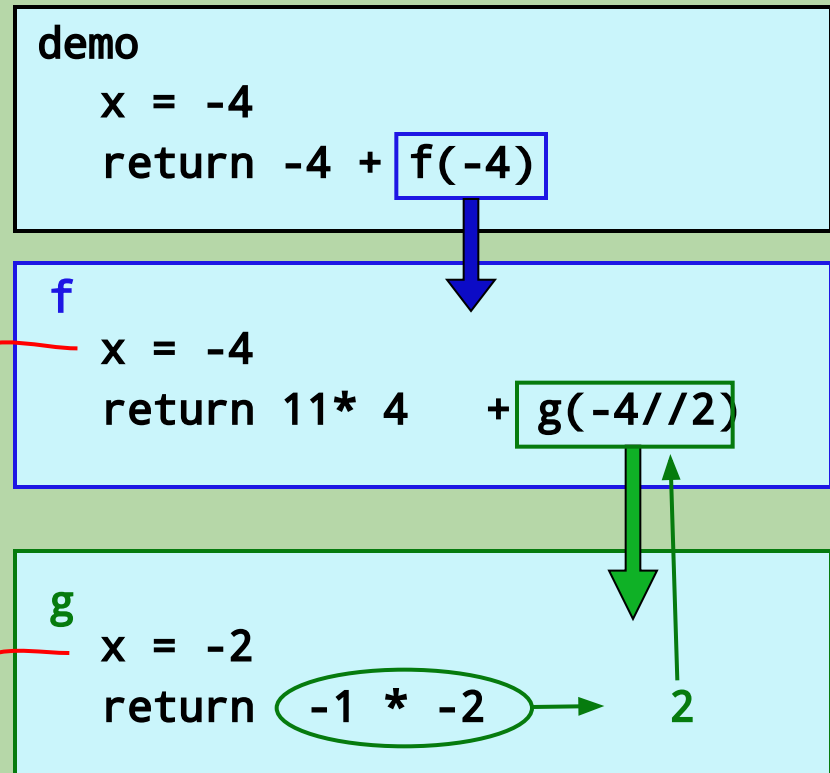 demo
x = -4
return -4 + f(-4)
f
x = -4
return 11* 4 + g(-4//2)
g
x = -2
return -1 * -2 2